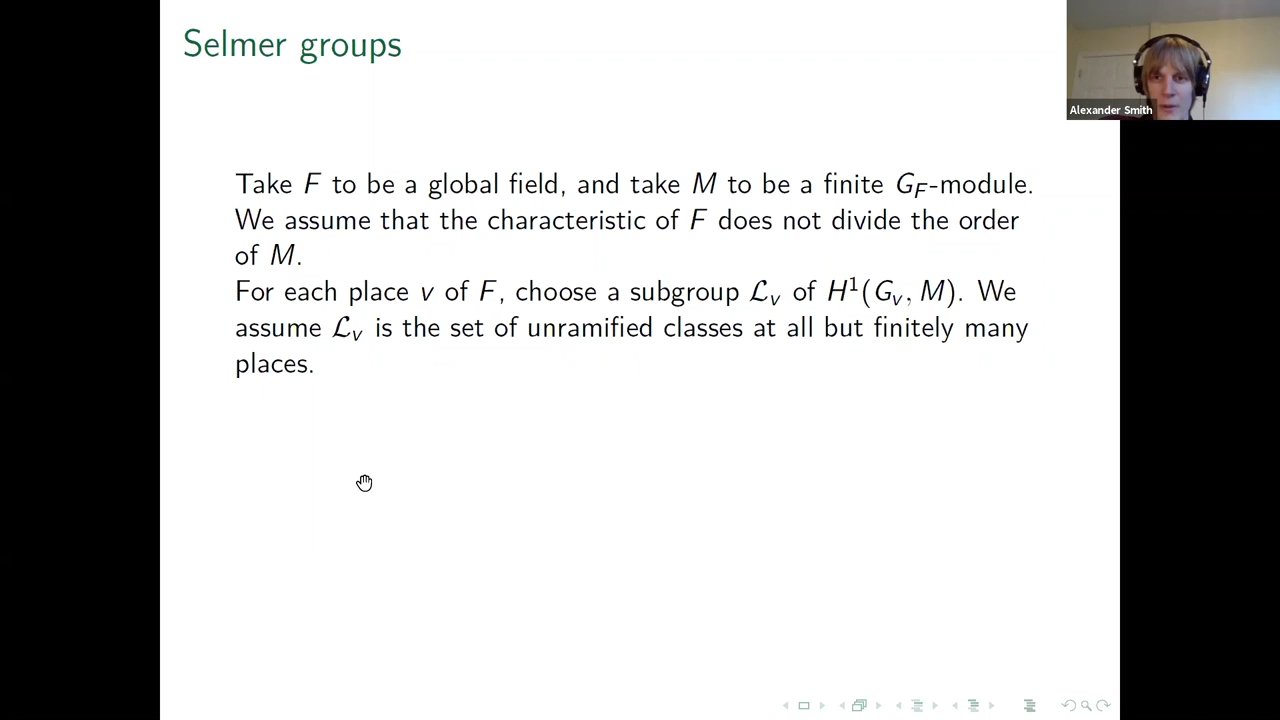 Selmer groups
Alexander Smith
Take F to be a global field, and take M to be a finite G_F-module.
We assume that the characteristic of F does not divide the order
of M.
For each place v of F, choose a subgroup ℒ_v of H¹(G_v, M). We
assume ℒ_v is the set of unramified classes at all but finitely many
places.